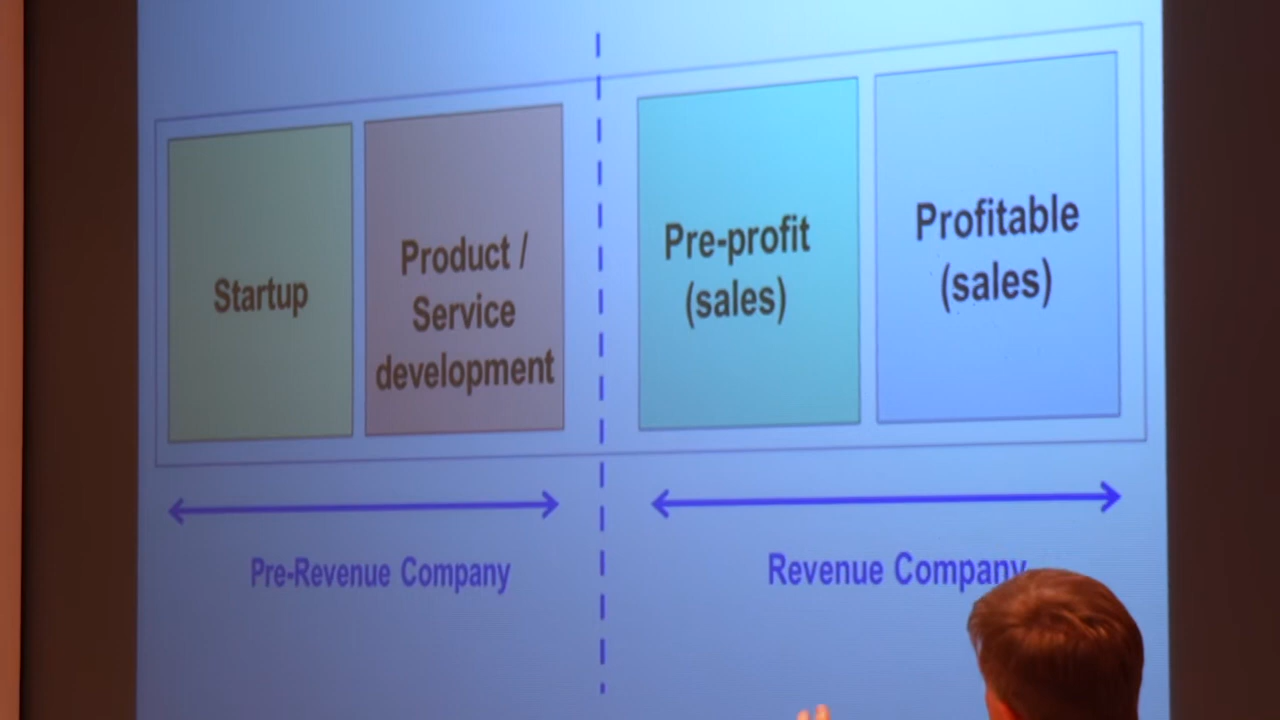 Startup
Product /
Service
development
Pre-profit
(sales)
Profitable
(sales)
Pre-Revenue Company
Revenue Company